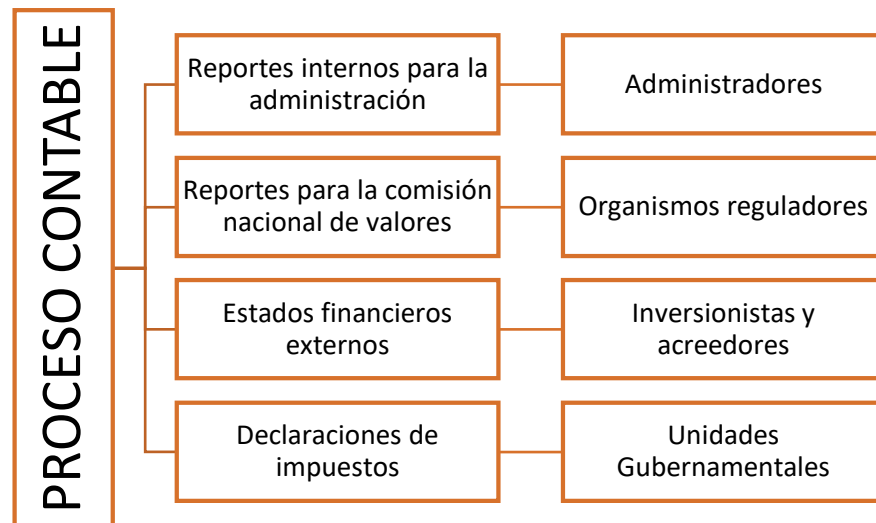 PROCESO CONTABLE
Reportes internos para la
administración
Administradores
Reportes para la comisión
nacional de valores
Organismos reguladores
Estados financieros
externos
Inversionistas y
acreedores
Declaraciones de
impuestos
Unidades
Gubernamentales